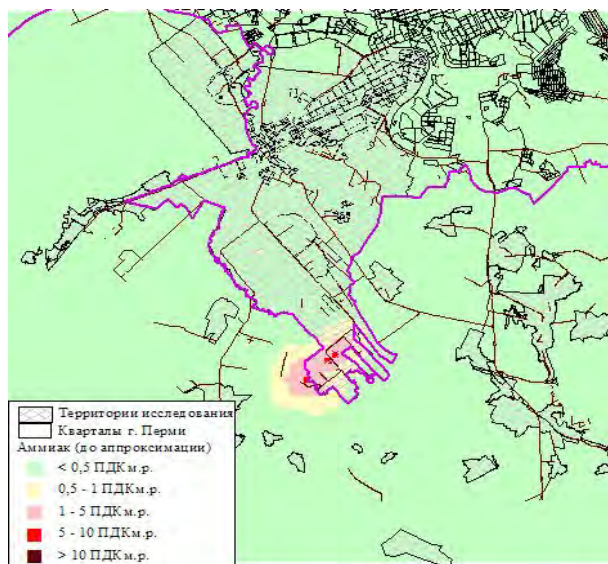 Территории исследования
Кварталы г. Перми
Аммиак (до аппроксимации)
< 0,5 ПДКм.р.
0,5 - 1 ПДКм.р.
1 - 5 ПДКм.р.
5 - 10 ПДКм.р.
> 10 ПДКм.р.